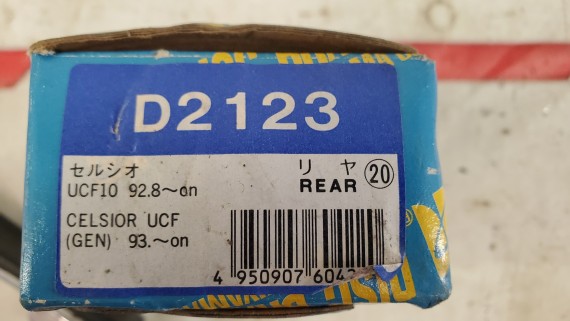 D2123
セルシオ リヤ ⑳
UCF10 92.8～on REAR
CELSIOR UCF
(GEN) 93.～on
4 950907 604